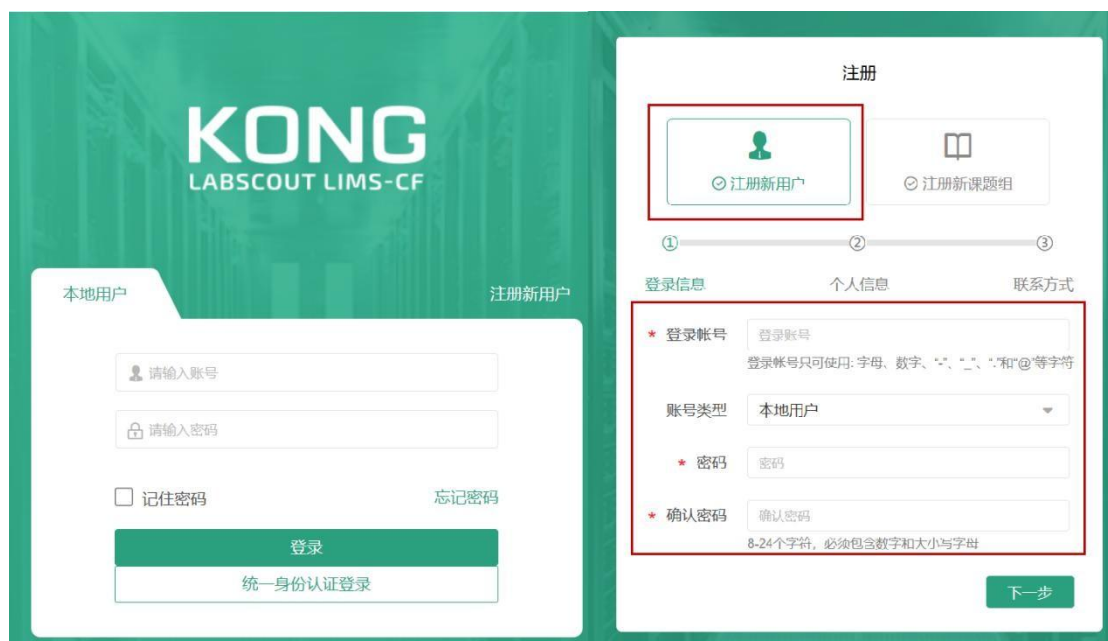 KONG
LABSCOUT LIMS-CF
本地用户
注册新用户
请输入账号
请输入密码
记住密码
忘记密码
登录
统一身份认证登录
注册
注册新用户
注册新课题组
① ② ③
登录信息 个人信息 联系方式
* 登录帐号 登录账号
登录帐号只可使用: 字母、数字、“-”、“_”、“.”和“@”等字符
账号类型 本地用户
* 密码 密码
* 确认密码 确认密码
8-24个字符，必须包含数字和大小写字母
下一步